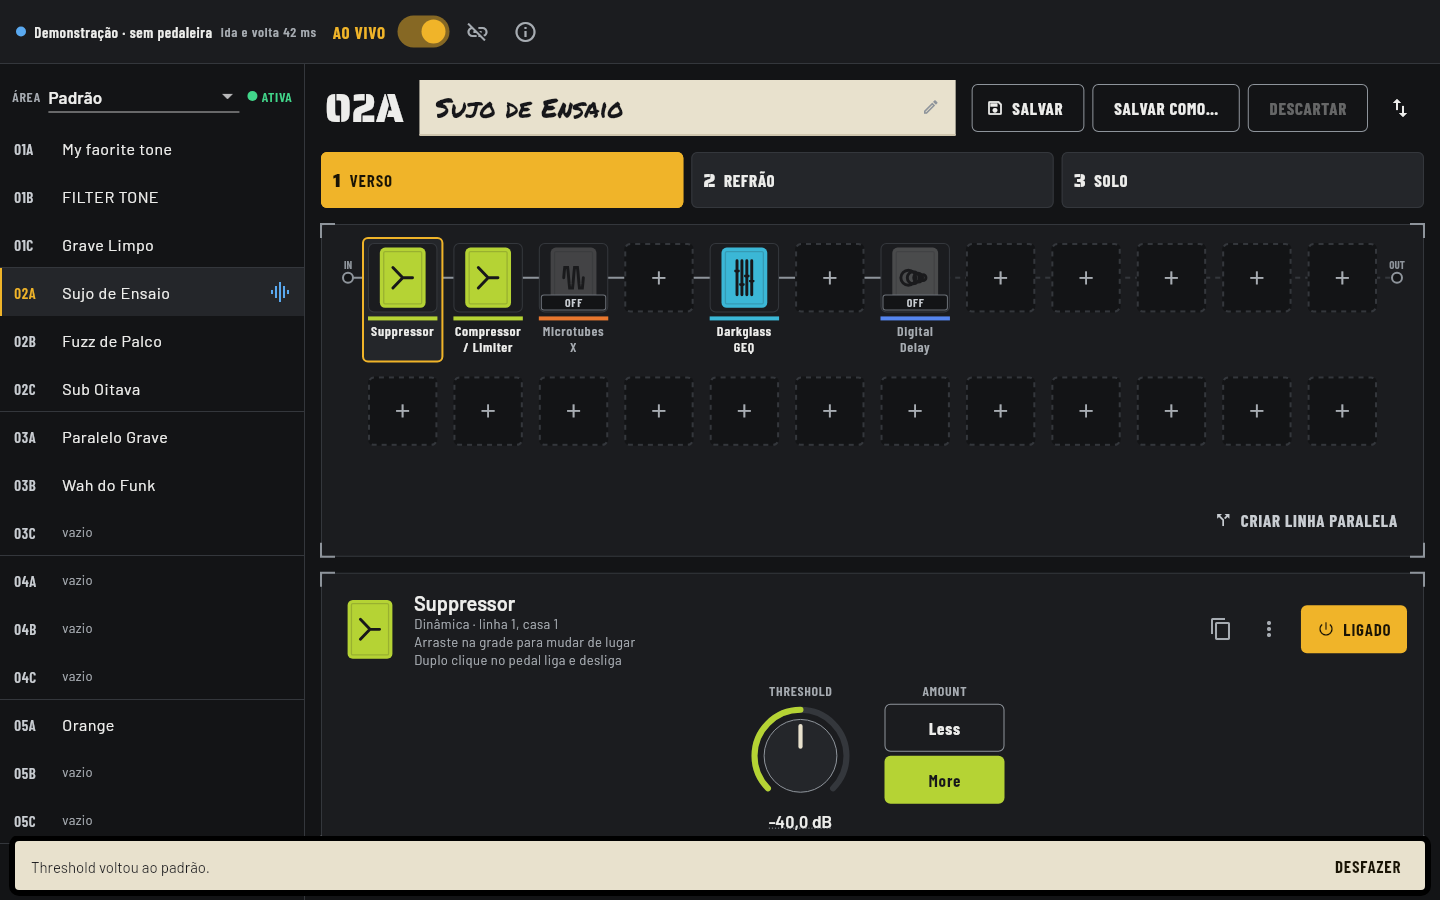 Demonstração · sem pedaleira Ida e volta 42 ms AO VIVO
ÁREA Padrão ATIVA
01A My faorite tone
01B FILTER TONE
01C Grave Limpo
02A Sujo de Ensaio
02B Fuzz de Palco
02C Sub Oitava
03A Paralelo Grave
03B Wah do Funk
03C vazio
04A vazio
04B vazio
04C vazio
05A Orange
05B vazio
05C vazio
02A Sujo de Ensaio SALVAR SALVAR COMO... DESCARTAR
1 VERSO 2 REFRÃO 3 SOLO
IN OUT
OFF OFF
Suppressor
Compressor / Limiter
Microtubes X
Darkglass GEQ
Digital Delay
CRIAR LINHA PARALELA
Suppressor
Dinâmica · linha 1, casa 1
Arraste na grade para mudar de lugar
Duplo clique no pedal liga e desliga
LIGADO
THRESHOLD AMOUNT
Less
More
-40,0 dB
Threshold voltou ao padrão. DESFAZER